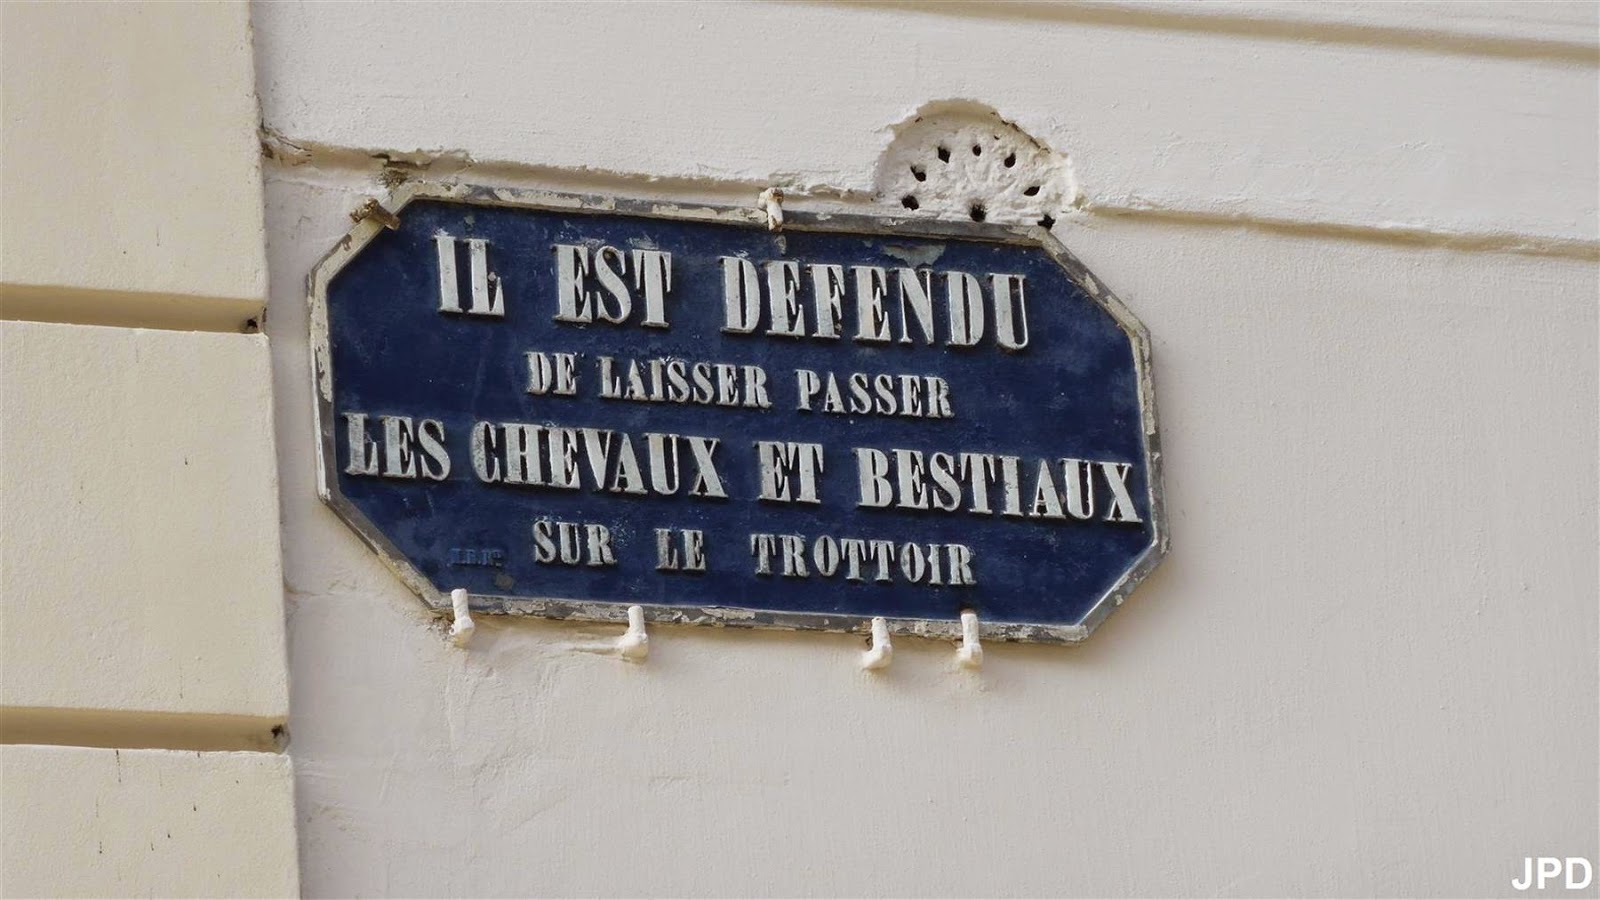 IL EST DEFENDU
DE LAISSER PASSER
LES CHEVAUX ET BESTIAUX
SUR LE TROTTOIR
JPD